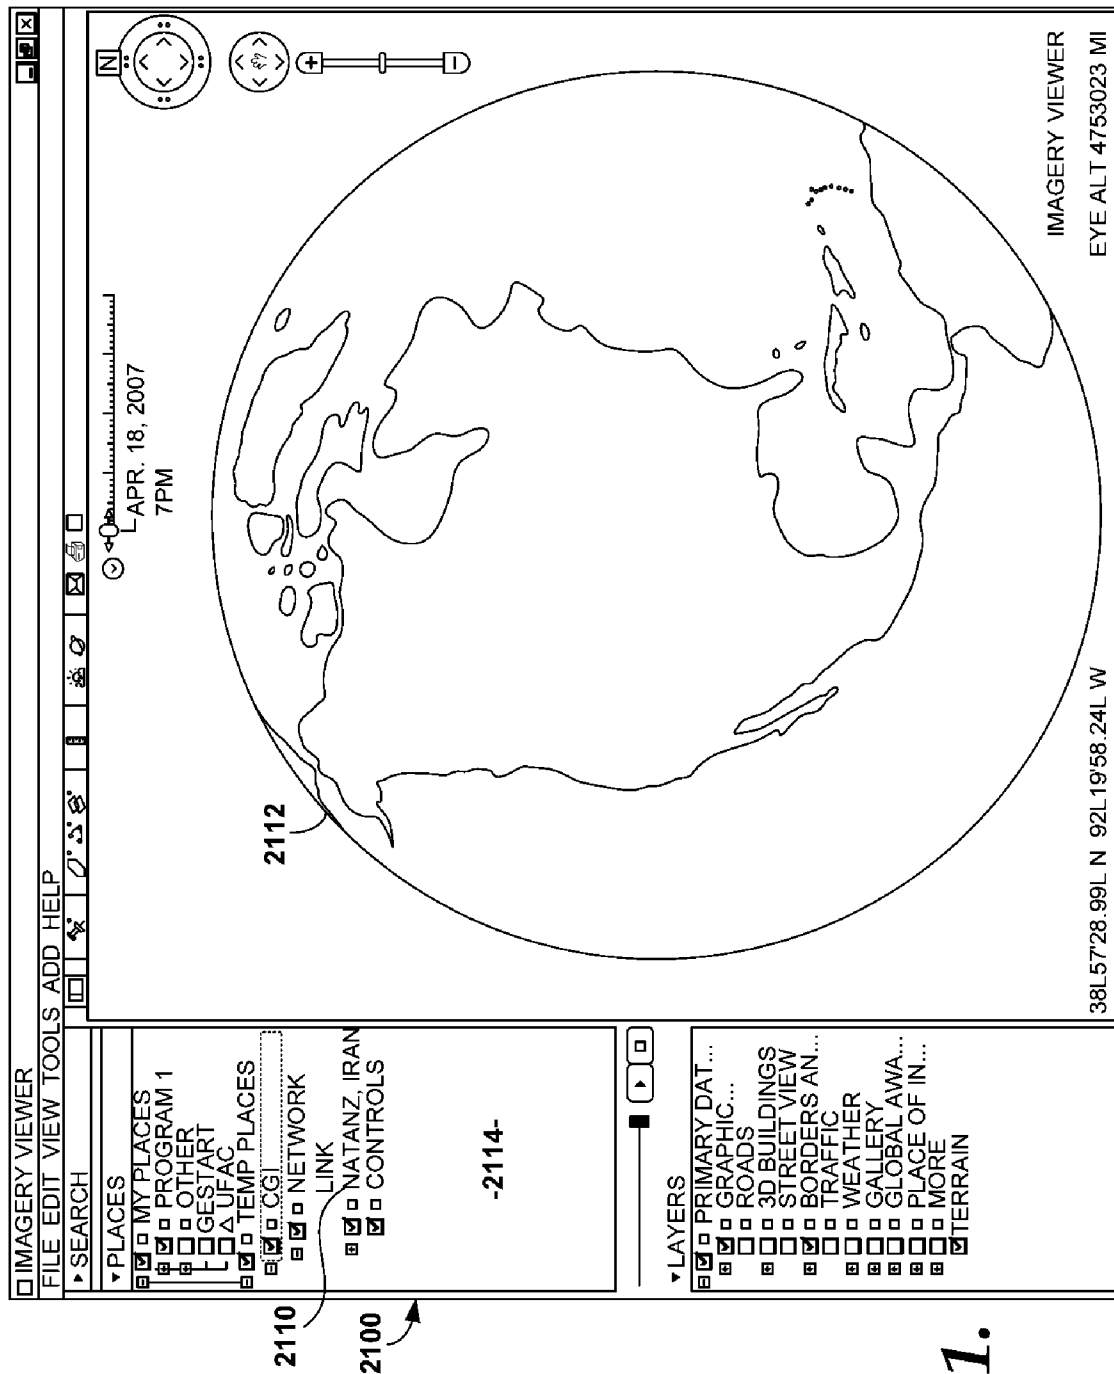 IMAGERY VIEWER
FILE EDIT VIEW TOOLS ADD HELP
SEARCH
PLACES
MY PLACES
PROGRAM 1
OTHER
GESTART
UFAC
TEMP PLACES
CGI
NETWORK
LINK
NATANZ, IRAN
CONTROLS
-2114-
LAYERS
PRIMARY DAT...
GRAPHIC...
ROADS
3D BUILDINGS
STREET VIEW
BORDERS AN...
TRAFFIC
WEATHER
GALLERY
GLOBAL AWA...
PLACE OF IN...
MORE
TERRAIN
APR. 18, 2007
7PM
N
2112
38L57'28.99L N 92L19'58.24L W
IMAGERY VIEWER
EYE ALT 4753023 MI
2110
2100
1.